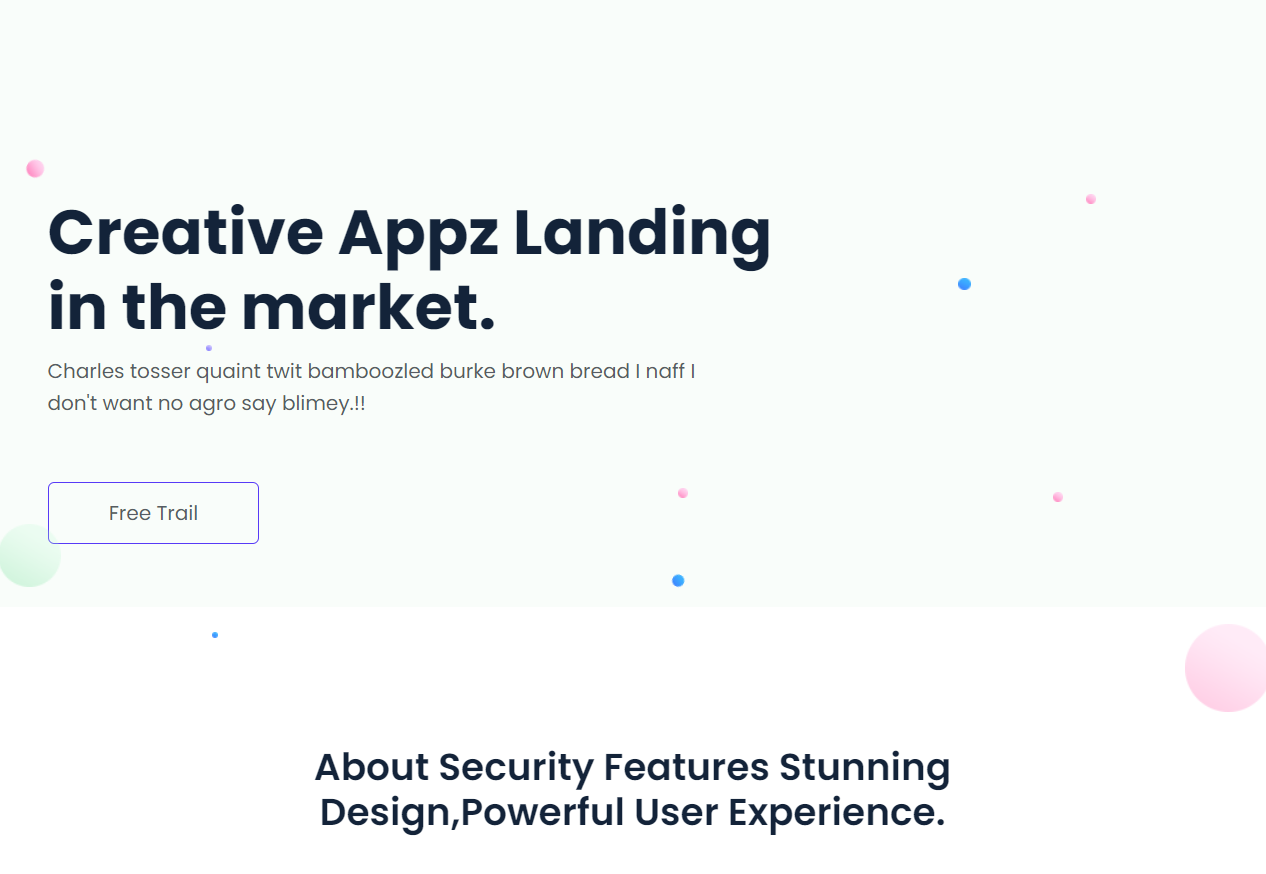 Creative Appz Landing
in the market.
Charles tosser quaint twit bamboozled burke brown bread I naff I
don't want no agro say blimey.!!
Free Trail
About Security Features Stunning
Design,Powerful User Experience.